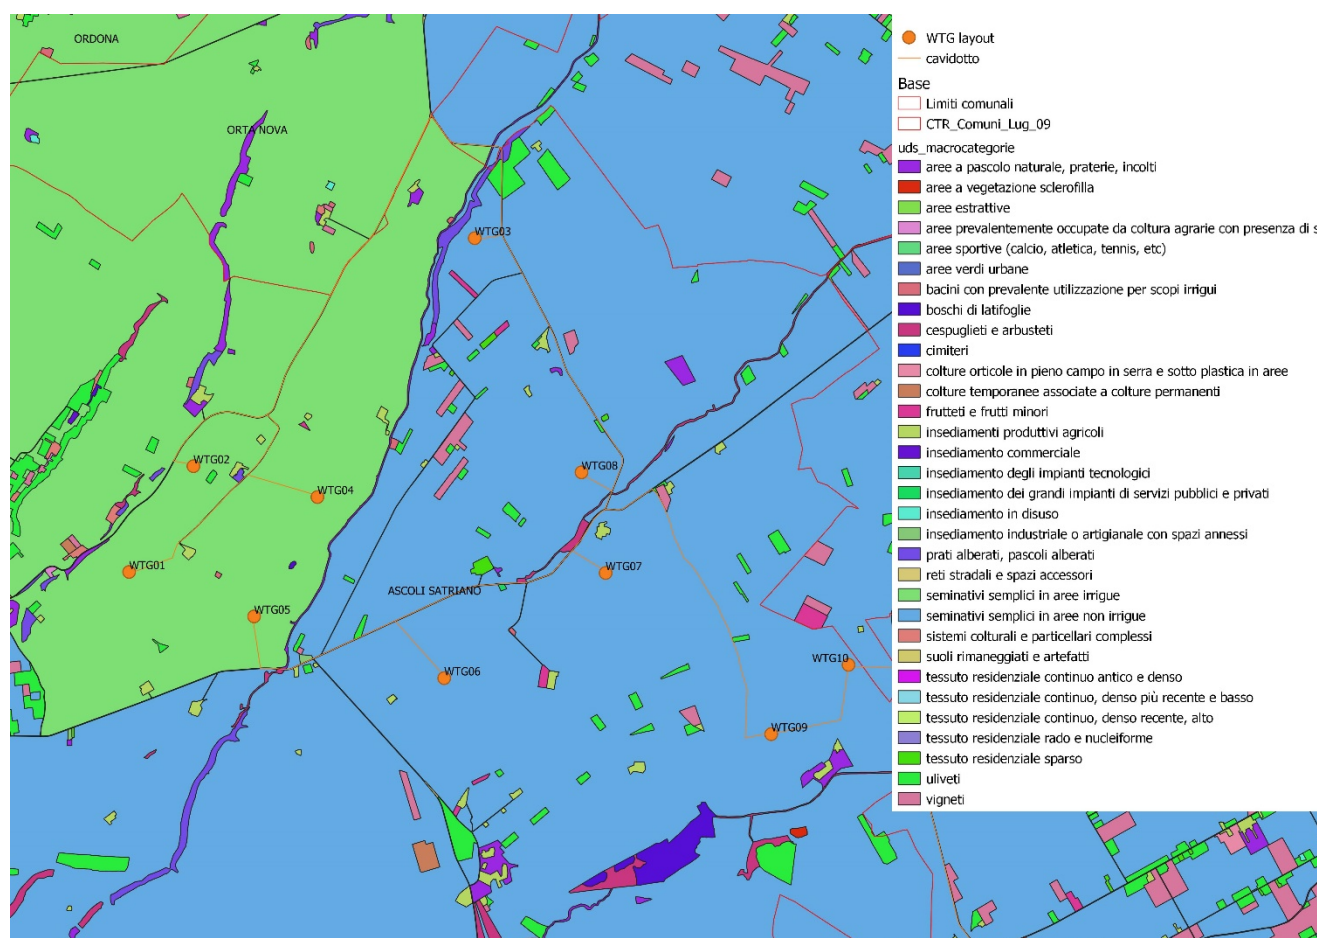 ORDONA
ORTA NOVA
WTG03
WTG02
WTG04
WTG08
WTG01
WTG07
ASCOLI SATRIANO
WTG05
WTG06
WTG10
WTG09
WTG layout
cavidotto
Base
Limiti comunali
CTR_Comuni_Lug_09
uds_macrocategorie
aree a pascolo naturale, praterie, incolti
aree a vegetazione sclerofilla
aree estrattive
aree prevalentemente occupate da coltura agrarie con presenza di s
aree sportive (calcio, atletica, tennis, etc)
aree verdi urbane
bacini con prevalente utilizzazione per scopi irrigui
boschi di latifoglie
cespuglieti e arbusteti
cimiteri
colture orticole in pieno campo in serra e sotto plastica in aree
colture temporanee associate a colture permanenti
frutteti e frutti minori
insediamenti produttivi agricoli
insediamento commerciale
insediamento degli impianti tecnologici
insediamento dei grandi impianti di servizi pubblici e privati
insediamento in disuso
insediamento industriale o artigianale con spazi annessi
prati alberati, pascoli alberati
reti stradali e spazi accessori
seminativi semplici in aree irrigue
seminativi semplici in aree non irrigue
sistemi colturali e particellari complessi
suoli rimaneggiati e artefatti
tessuto residenziale continuo antico e denso
tessuto residenziale continuo, denso più recente e basso
tessuto residenziale continuo, denso recente, alto
tessuto residenziale rado e nucleiforme
tessuto residenziale sparso
uliveti
vigneti